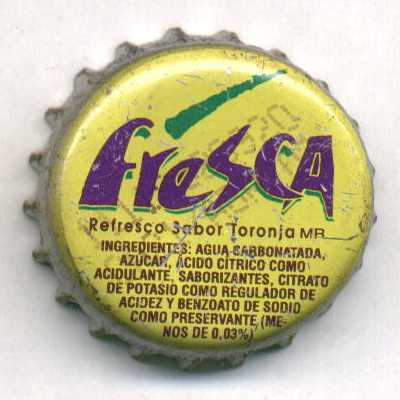 fresca
Refresco Sabor Toronja MR
INGREDIENTES: AGUA CARBONATADA,
AZUCAR, ACIDO CÍTRICO COMO
ACIDULANTE, SABORIZANTES, CITRATO
DE POTASIO COMO REGULADOR DE
ACIDEZ Y BENZOATO DE SODIO
COMO PRESERVANTE (ME-
NOS DE 0,03%)